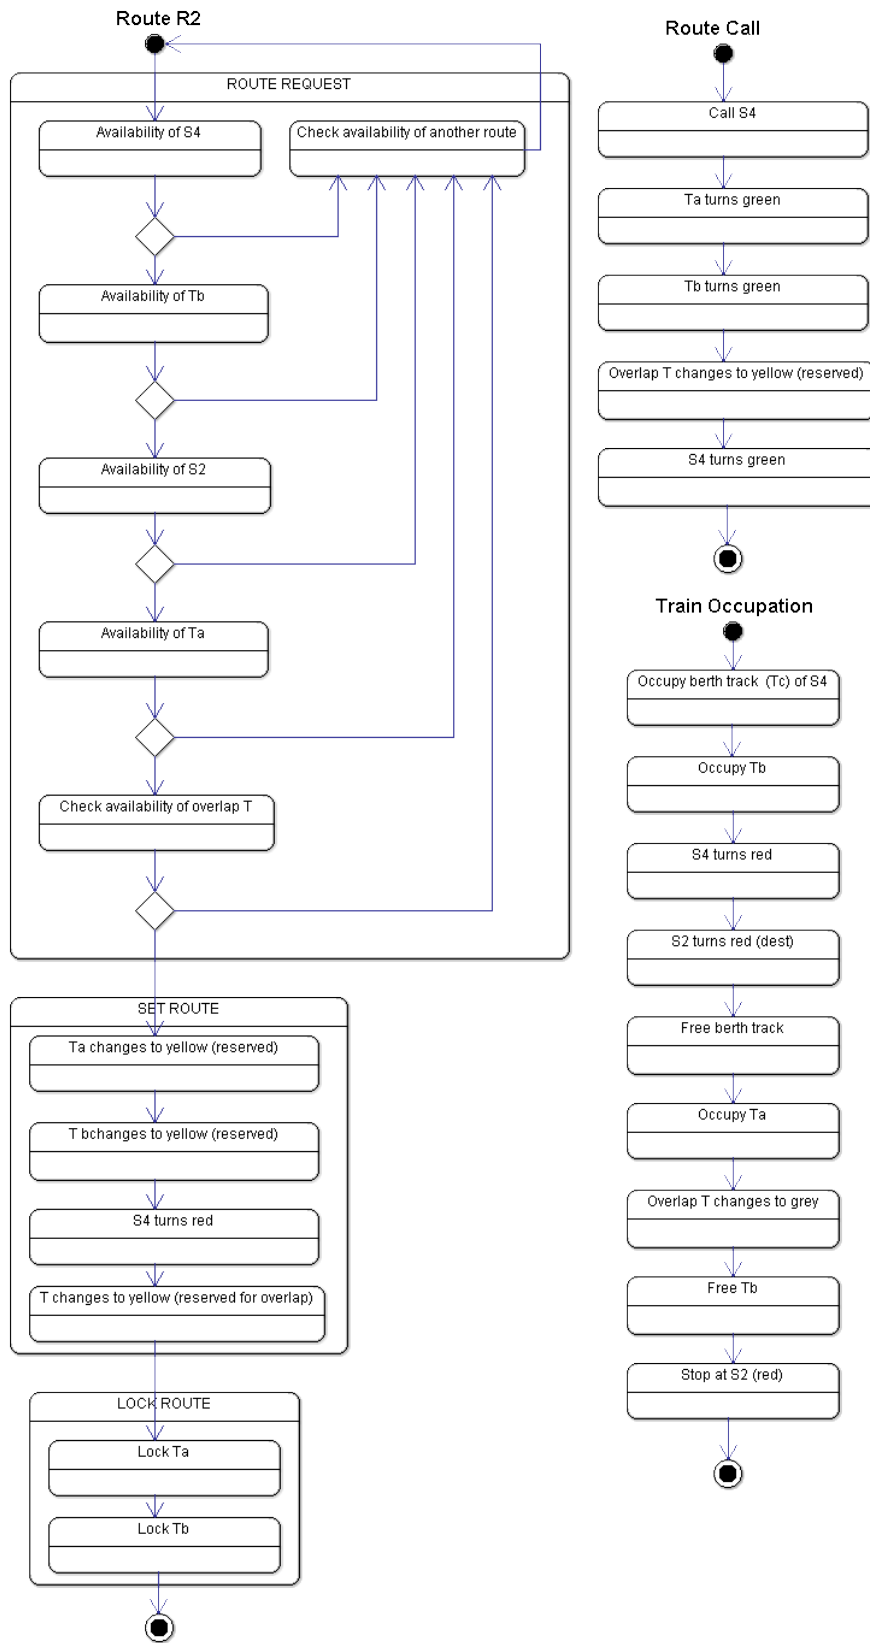 Route R2
ROUTE REQUEST
Availability of S4
Check availability of another route
Availability of Tb
Availability of S2
Availability of Ta
Check availability of overlap T
SET ROUTE
Ta changes to yellow (reserved)
T bchanges to yellow (reserved)
S4 turns red
T changes to yellow (reserved for overlap)
LOCK ROUTE
Lock Ta
Lock Tb
Route Call
Call S4
Ta turns green
Tb turns green
Overlap T changes to yellow (reserved)
S4 turns green
Train Occupation
Occupy berth track (Tc) of S4
Occupy Tb
S4 turns red
S2 turns red (dest)
Free berth track
Occupy Ta
Overlap T changes to grey
Free Tb
Stop at S2 (red)